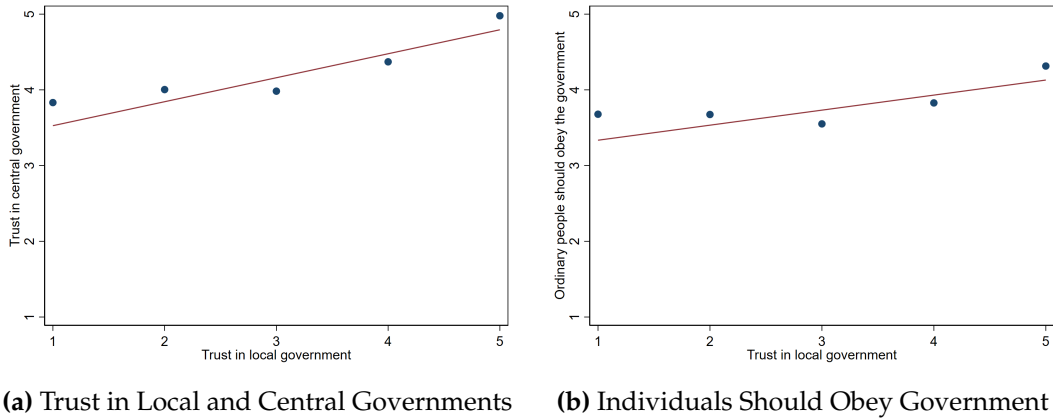 5
4
3
2
1
Trust in central government
1 2 3 4 5
Trust in local government
(a) Trust in Local and Central Governments
5
4
3
2
1
Ordinary people should obey the government
1 2 3 4 5
Trust in local government
(b) Individuals Should Obey Government